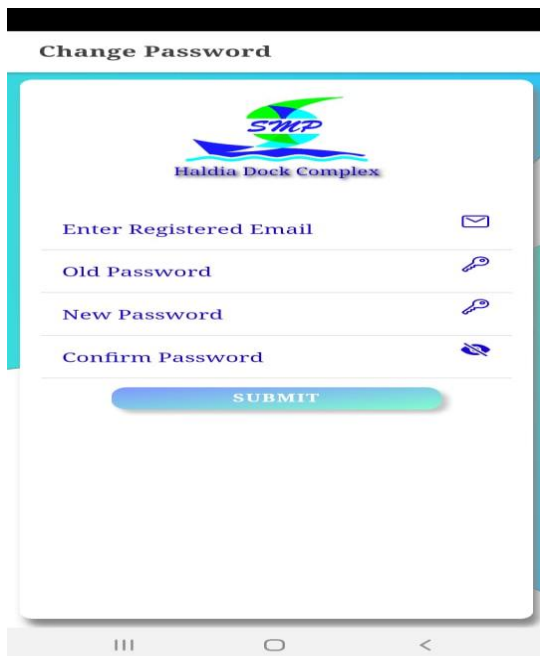 Change Password
SMP
Haldia Dock Complex
Enter Registered Email
Old Password
New Password
Confirm Password
SUBMIT